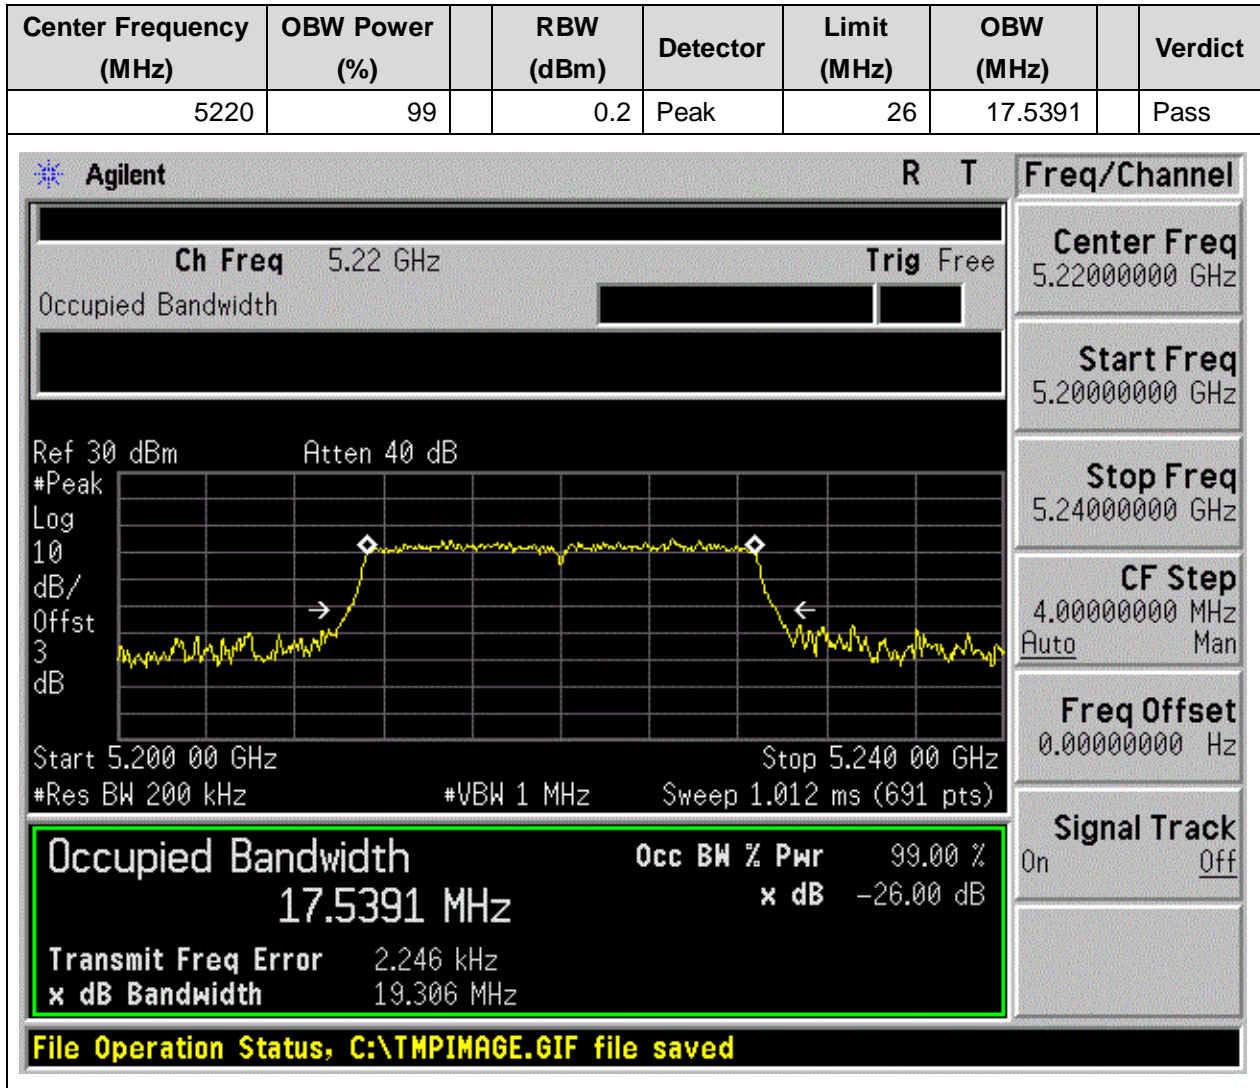 Center Frequency (MHz) OBW Power (%) RBW (dBm) Detector Limit (MHz) OBW (MHz) Verdict
5220 99 0.2 Peak 26 17.5391 Pass
Agilent R T
Ch Freq 5.22 GHz Trig Free
Occupied Bandwidth
Ref 30 dBm Atten 40 dB
#Peak
Log
10
dB/
Offst
3
dB
Start 5.200 00 GHz Stop 5.240 00 GHz
#Res BW 200 kHz #VBW 1 MHz Sweep 1.012 ms (691 pts)
Occupied Bandwidth Occ BW % Pwr 99.00 %
17.5391 MHz x dB -26.00 dB
Transmit Freq Error 2.246 kHz
x dB Bandwidth 19.306 MHz
File Operation Status, C:\TMPIMAGE.GIF file saved
Freq/Channel
Center Freq
5.22000000 GHz
Start Freq
5.20000000 GHz
Stop Freq
5.24000000 GHz
CF Step
4.00000000 MHz
Auto Man
Freq Offset
0.00000000 Hz
Signal Track
On Off